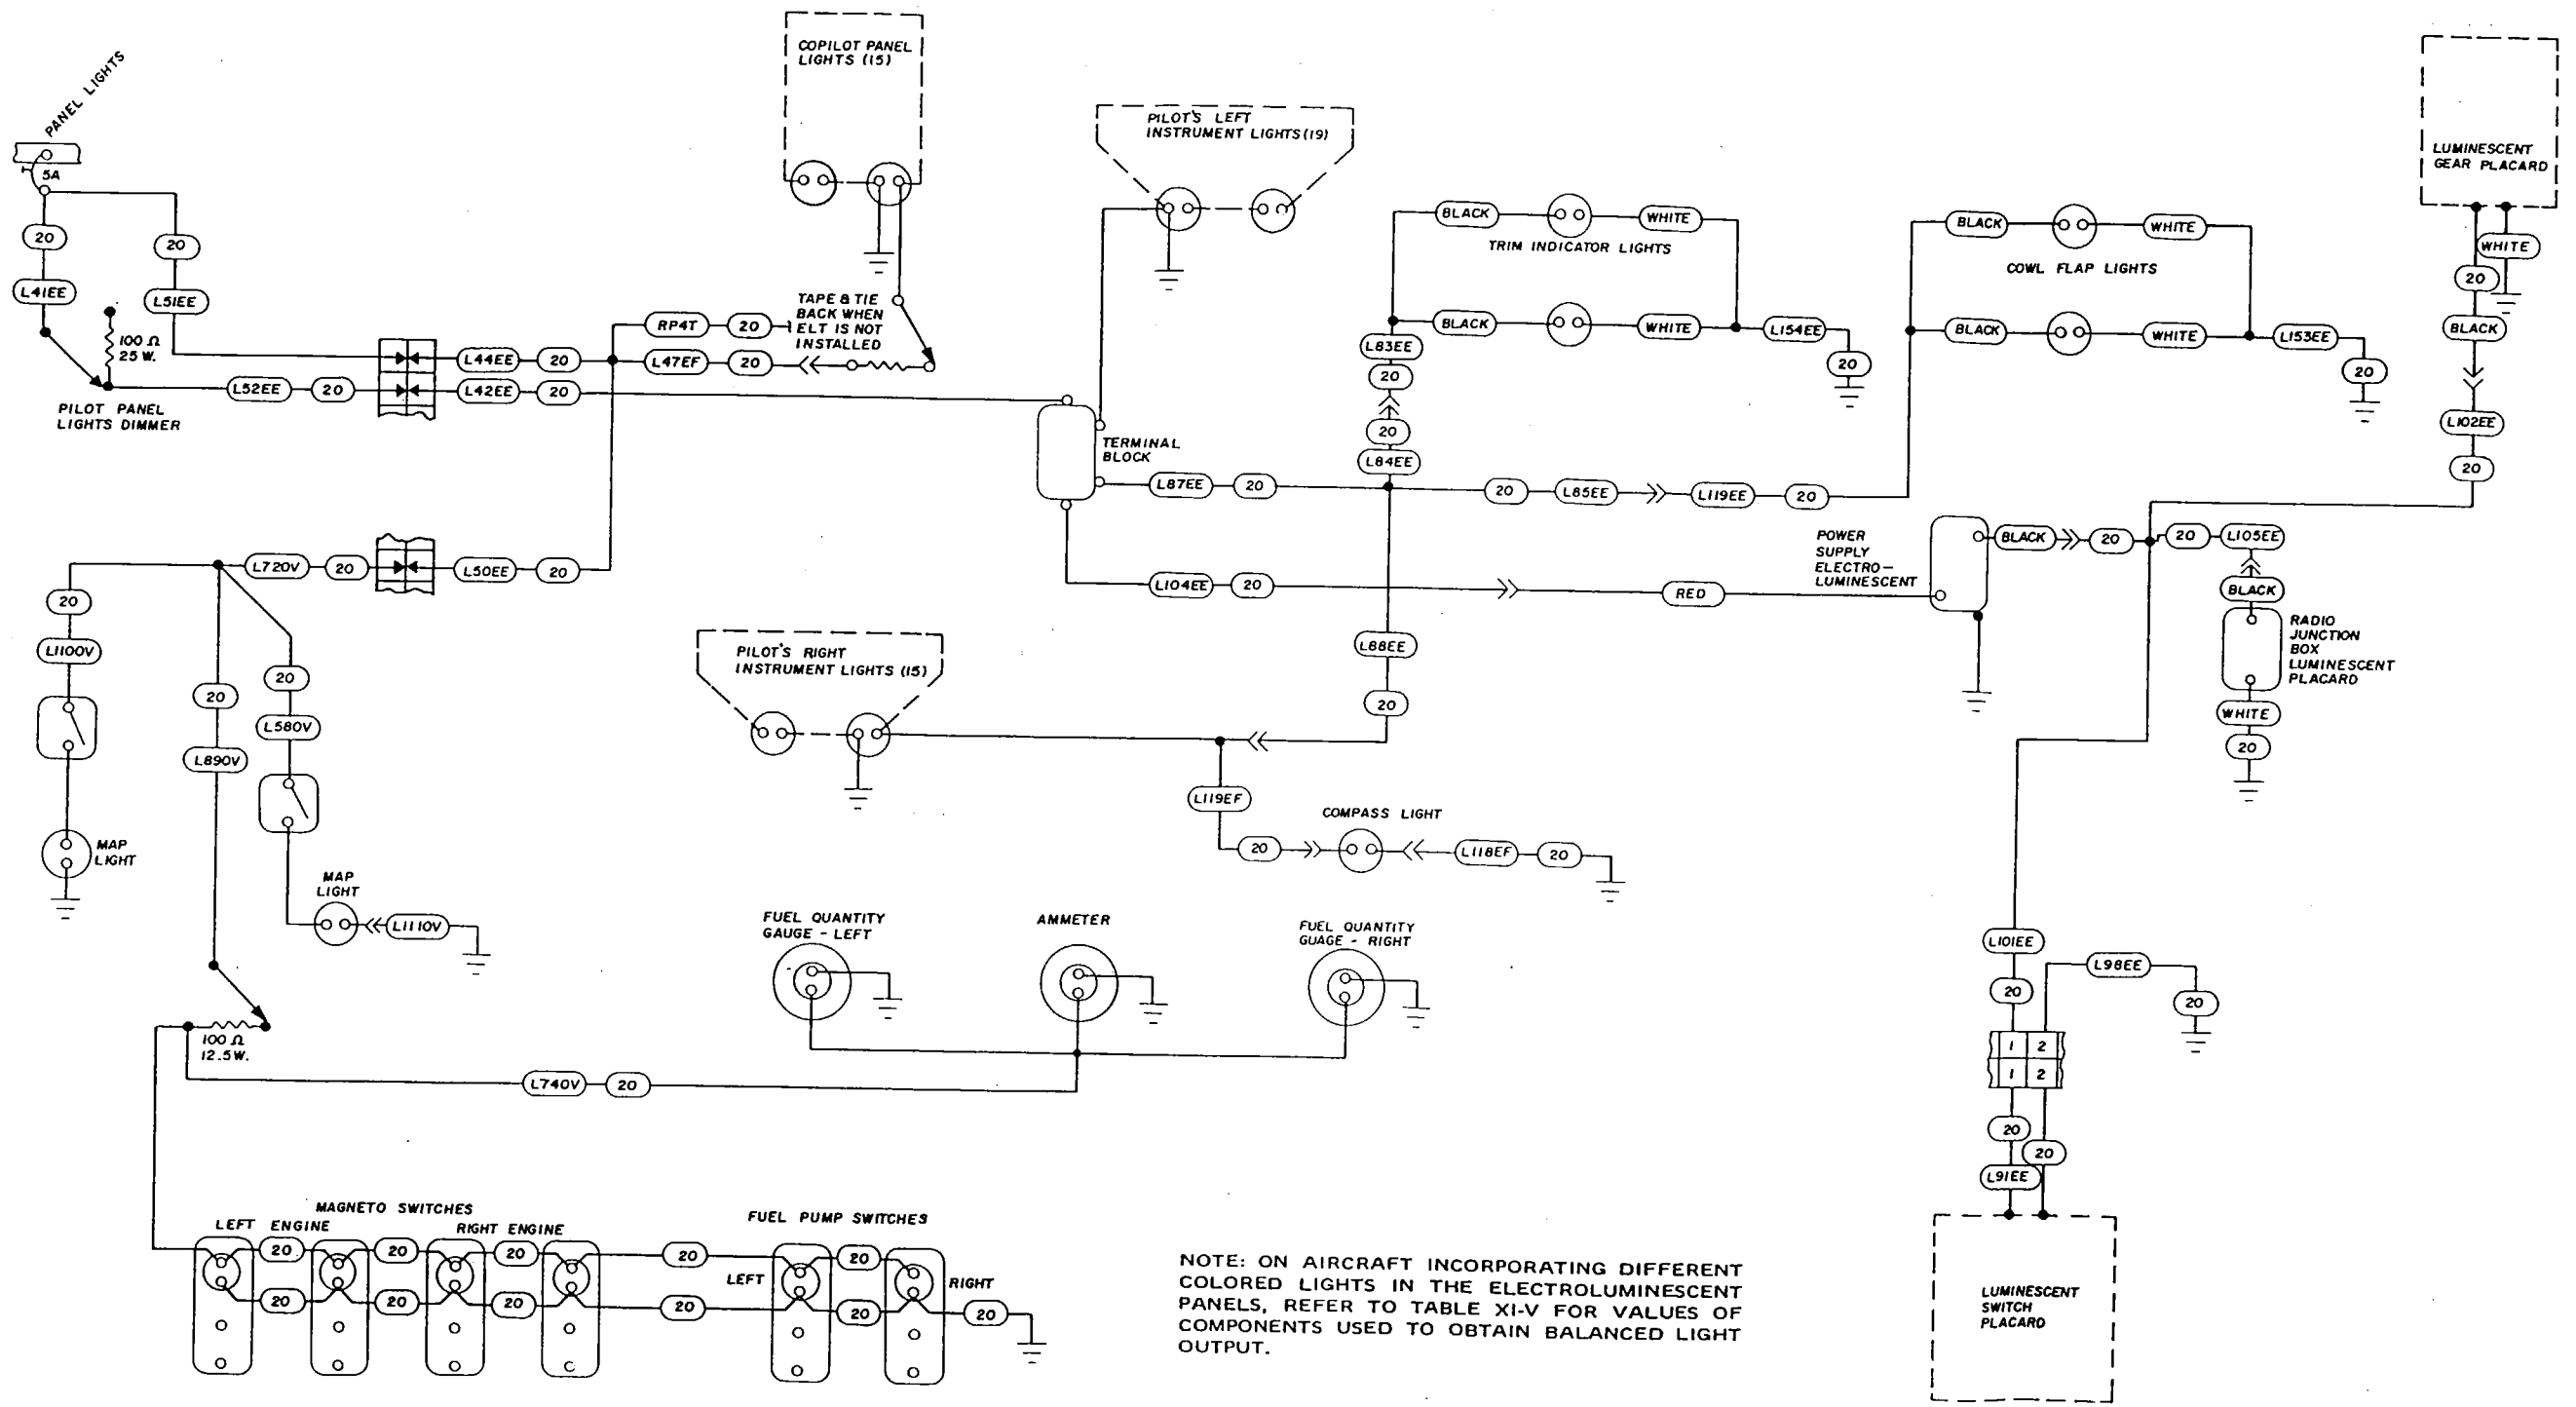 PANEL LIGHTS
5A
20
L41EE
20
L51EE
100 Ω
25 W.
PILOT PANEL
LIGHTS DIMMER
L52EE
20
L44EE
20
L42EE
20
COPILOT PANEL
LIGHTS (15)
RP4T
20
L47EF
20
TAPE & TIE
BACK WHEN
ELT IS NOT
INSTALLED
PILOT'S LEFT
INSTRUMENT LIGHTS (19)
TERMINAL
BLOCK
L87EE
20
L104EE
20
RED
BLACK
WHITE
TRIM INDICATOR LIGHTS
BLACK
WHITE
L154EE
20
L83EE
20
20
L84EE
20
L85EE
L119EE
20
BLACK
WHITE
COWL FLAP LIGHTS
BLACK
WHITE
L153EE
20
LUMINESCENT
GEAR PLACARD
WHITE
20
BLACK
L102EE
20
POWER
SUPPLY
ELECTRO-
LUMINESCENT
BLACK
20
20
L105EE
BLACK
RADIO
JUNCTION
BOX
LUMINESCENT
PLACARD
WHITE
20
L720V
20
L50EE
20
20
L1100V
MAP
LIGHT
20
L890V
20
L580V
MAP
LIGHT
L1110V
PILOT'S RIGHT
INSTRUMENT LIGHTS (15)
L88EE
20
L119EF
20
COMPASS LIGHT
L118EF
20
FUEL QUANTITY
GAUGE - LEFT
AMMETER
FUEL QUANTITY
GUAGE - RIGHT
100 Ω
12.5W.
L740V
20
L101EE
20
L98EE
20
1
2
1
2
20
20
L91EE
LUMINESCENT
SWITCH
PLACARD
MAGNETO SWITCHES
LEFT ENGINE
RIGHT ENGINE
FUEL PUMP SWITCHES
20
20
20
20
20
LEFT
RIGHT
20
20
20
20
20
20
NOTE: ON AIRCRAFT INCORPORATING DIFFERENT
COLORED LIGHTS IN THE ELECTROLUMINESCENT
PANELS, REFER TO TABLE XI-V FOR VALUES OF
COMPONENTS USED TO OBTAIN BALANCED LIGHT
OUTPUT.